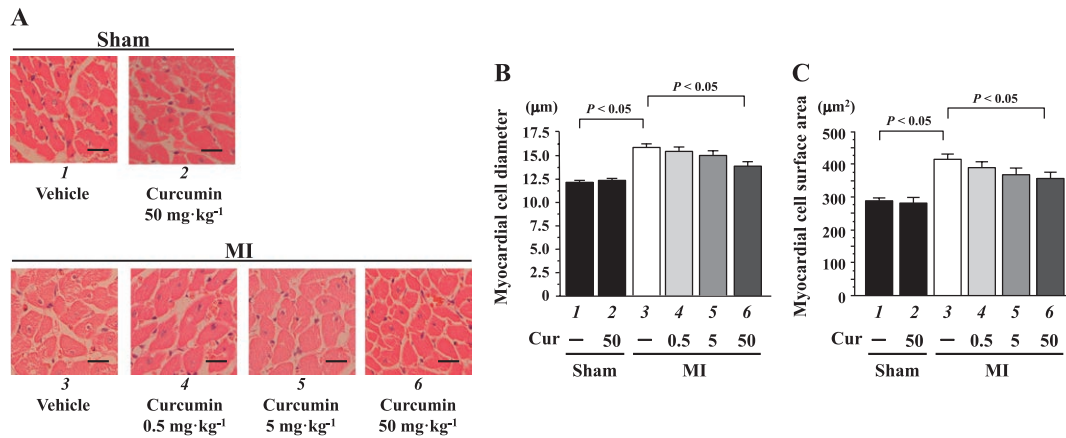 A
Sham
1
2
Vehicle
Curcumin
50 mg·kg-1
MI
3
4
5
6
Vehicle
Curcumin
0.5 mg·kg-1
Curcumin
5 mg·kg-1
Curcumin
50 mg·kg-1
B
(μm)
Myocardial cell diameter
17.5
15.0
12.5
10.0
7.5
5.0
2.5
0
P < 0.05
P < 0.05
1 2 3 4 5 6
Cur – 50 – 0.5 5 50
Sham MI
C
(μm2)
Myocardial cell surface area
400
500
300
200
100
0
P < 0.05
P < 0.05
1 2 3 4 5 6
Cur – 50 – 0.5 5 50
Sham MI